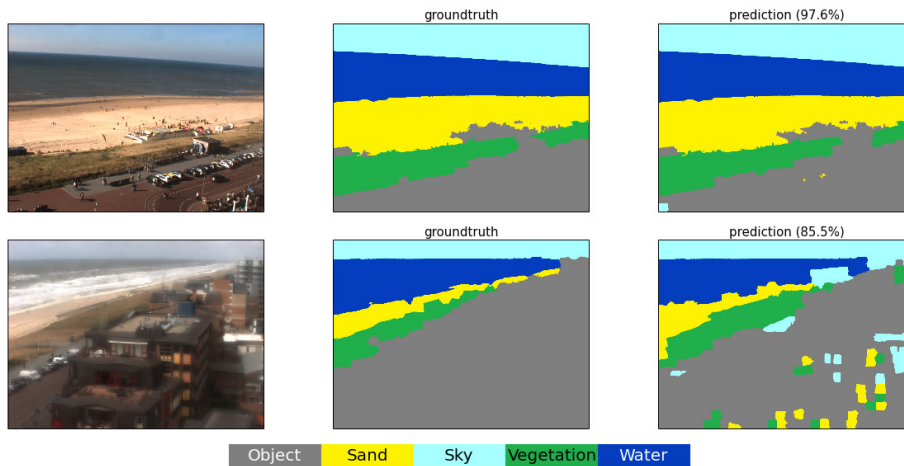 groundtruth
prediction (97.6%)
groundtruth
prediction (85.5%)
Object Sand Sky Vegetation Water